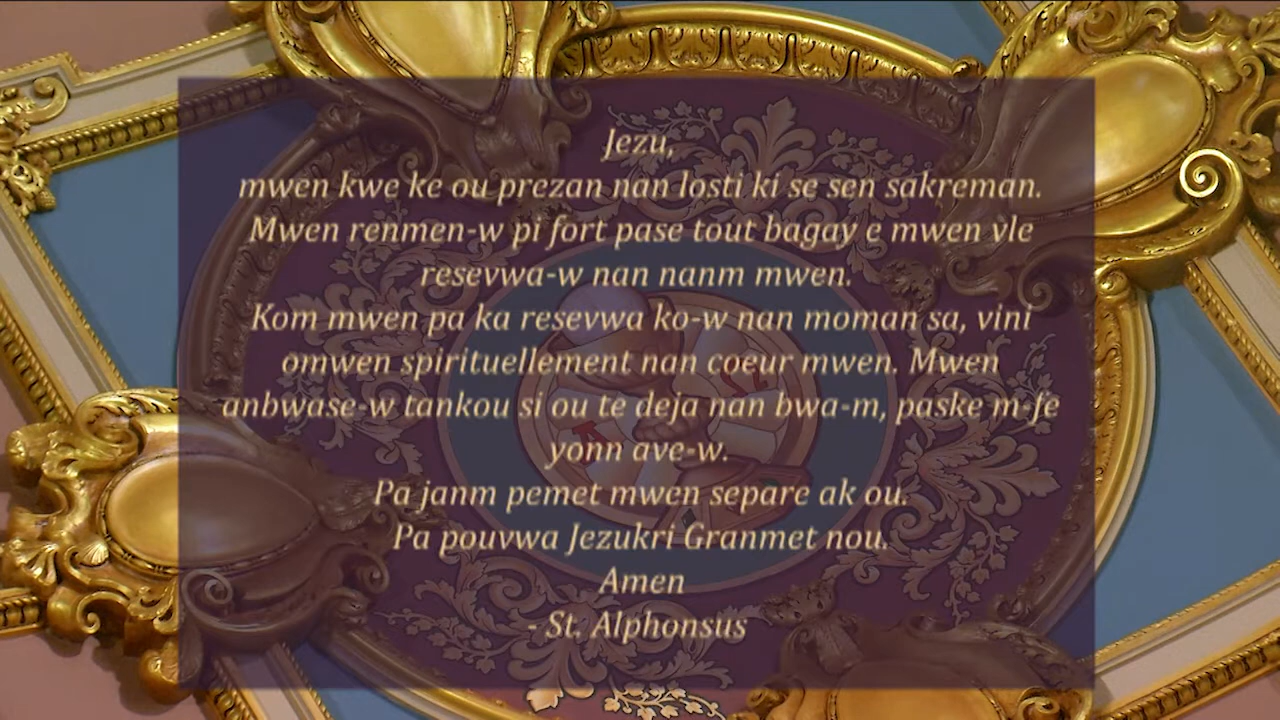 Jezu,
mwen kwe ke ou prezan nan losti ki se sen sakreman.
Mwen renmen-w pi fort pase tout bagay e mwen vle
resevwa-w nan nanm mwen.
Kom mwen pa ka resevwa ko-w nan moman sa, vini
omwen spirituellement nan coeur mwen. Mwen
anbwase-w tankou si ou te deja nan bwa-m, paske m-fe
yonn ave-w.
Pa janm pemet mwen separe ak ou.
Pa pouvwa Jezukri Granmet nou.
Amen
- St. Alphonsus